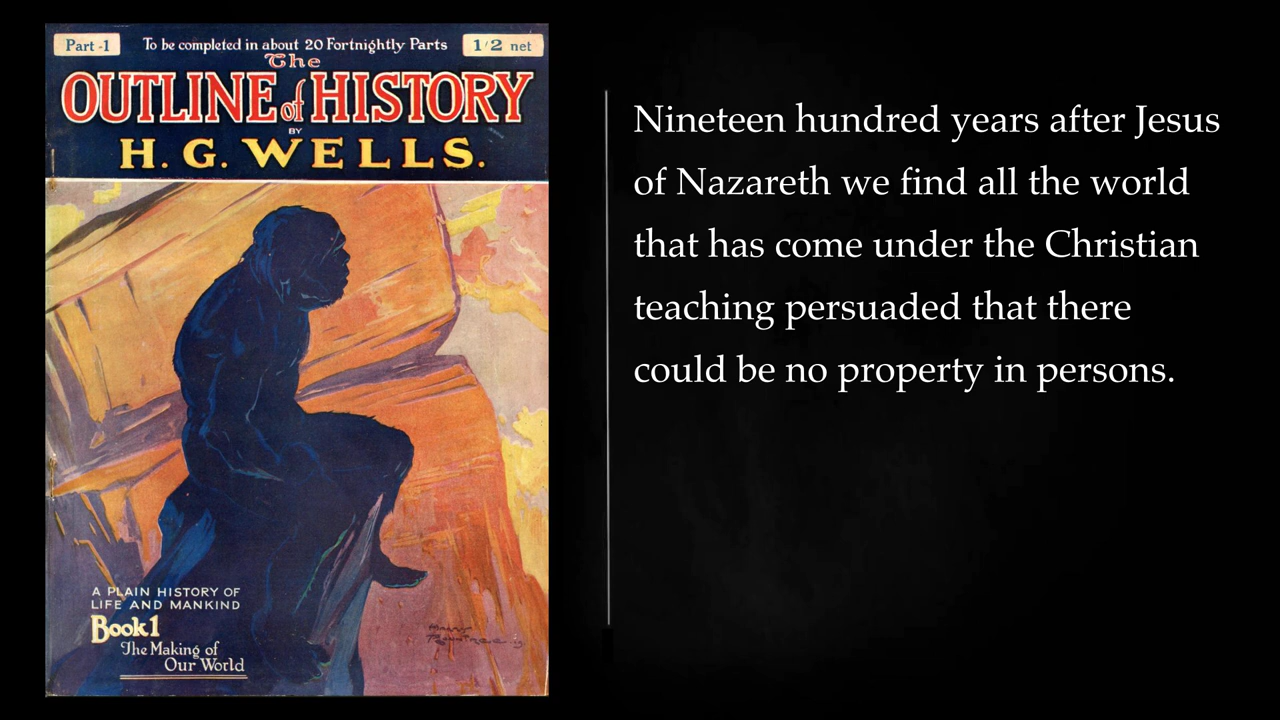 Part -1
To be completed in about 20 Fortnightly Parts
1/2 net
The
OUTLINE of HISTORY
BY
H. G. WELLS.
A PLAIN HISTORY OF
LIFE AND MANKIND
Book 1
The Making of
Our World
Nineteen hundred years after Jesus
of Nazareth we find all the world
that has come under the Christian
teaching persuaded that there
could be no property in persons.